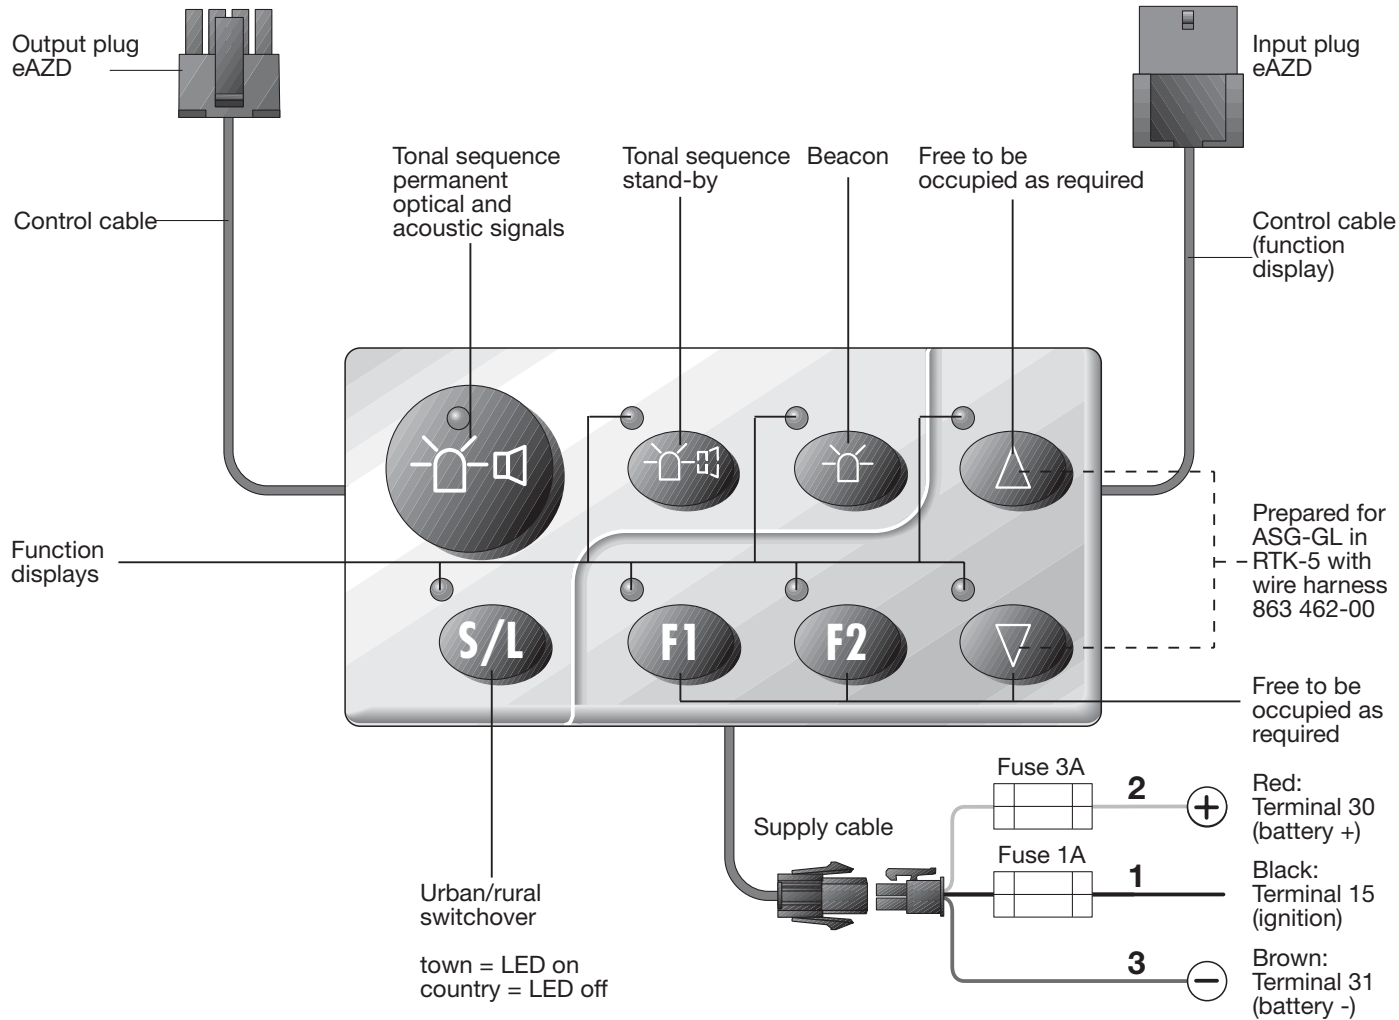 Output plug
eAZD
Input plug
eAZD
Tonal sequence
permanent
optical and
acoustic signals
Tonal sequence
stand-by
Beacon
Free to be
occupied as required
Control cable
Control cable
(function
display)
Function
displays
Prepared for
ASG-GL in
RTK-5 with
wire harness
863 462-00
S/L
F1
F2
Free to be
occupied as
required
Urban/rural
switchover
town = LED on
country = LED off
Supply cable
Fuse 3A
2
+
Red:
Terminal 30
(battery +)
Fuse 1A
1
Black:
Terminal 15
(ignition)
3
−
Brown:
Terminal 31
(battery -)